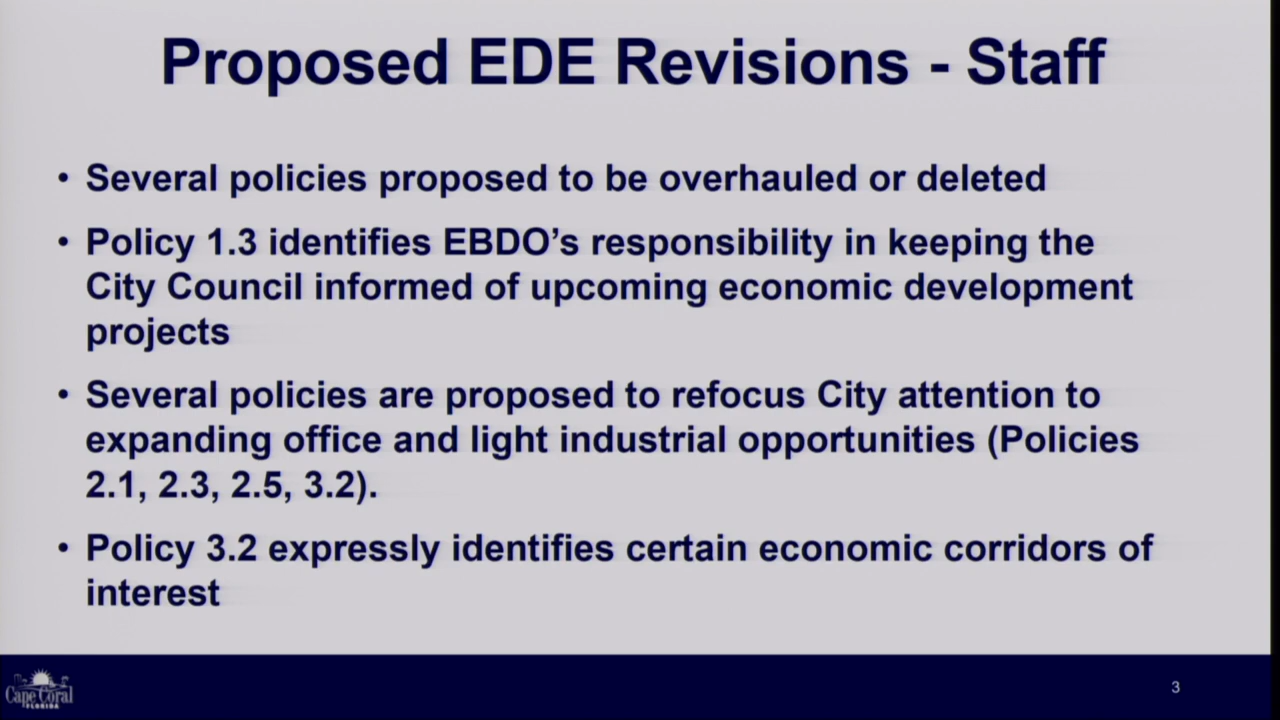 Proposed EDE Revisions - Staff
• Several policies proposed to be overhauled or deleted
• Policy 1.3 identifies EBDO's responsibility in keeping the
City Council informed of upcoming economic development
projects
• Several policies are proposed to refocus City attention to
expanding office and light industrial opportunities (Policies
2.1, 2.3, 2.5, 3.2).
• Policy 3.2 expressly identifies certain economic corridors of
interest
Cape Coral
FLORIDA
3